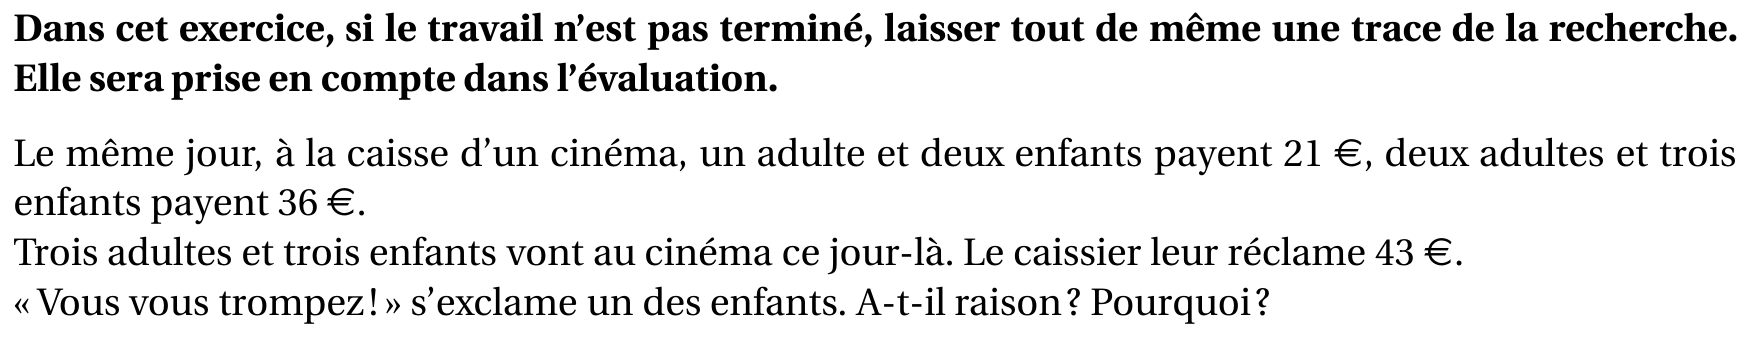 Dans cet exercice, si le travail n’est pas terminé, laisser tout de même une trace de la recherche.
Elle sera prise en compte dans l’évaluation.
Le même jour, à la caisse d’un cinéma, un adulte et deux enfants payent 21 €, deux adultes et trois
enfants payent 36 €.
Trois adultes et trois enfants vont au cinéma ce jour-là. Le caissier leur réclame 43 €.
« Vous vous trompez! » s’exclame un des enfants. A-t-il raison? Pourquoi?